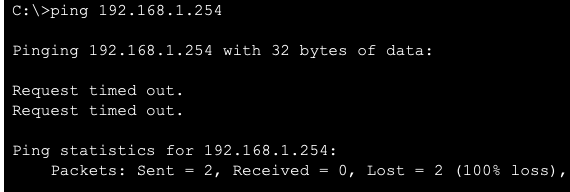 C:\>ping 192.168.1.254
Pinging 192.168.1.254 with 32 bytes of data:
Request timed out.
Request timed out.
Ping statistics for 192.168.1.254:
Packets: Sent = 2, Received = 0, Lost = 2 (100% loss),